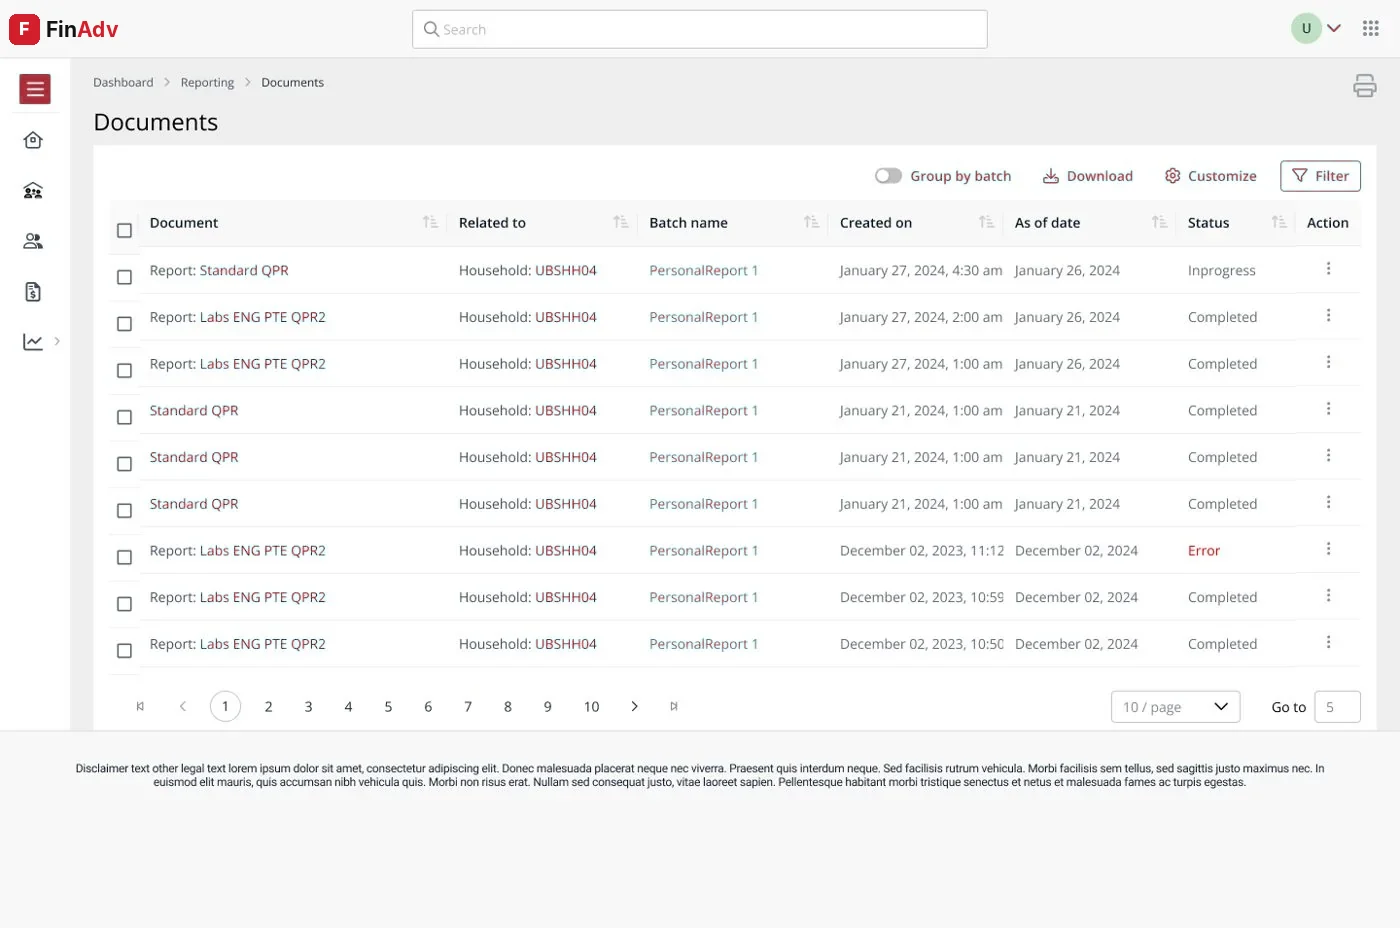 F FinAdv
Search
U
Dashboard > Reporting > Documents
Documents
Group by batch Download Customize Filter
Document Related to Batch name Created on As of date Status Action
Report: Standard QPR Household: UBSHH04 PersonalReport 1 January 27, 2024, 4:30 am January 26, 2024 Inprogress
Report: Labs ENG PTE QPR2 Household: UBSHH04 PersonalReport 1 January 27, 2024, 2:00 am January 26, 2024 Completed
Report: Labs ENG PTE QPR2 Household: UBSHH04 PersonalReport 1 January 27, 2024, 1:00 am January 26, 2024 Completed
Standard QPR Household: UBSHH04 PersonalReport 1 January 21, 2024, 1:00 am January 21, 2024 Completed
Standard QPR Household: UBSHH04 PersonalReport 1 January 21, 2024, 1:00 am January 21, 2024 Completed
Standard QPR Household: UBSHH04 PersonalReport 1 January 21, 2024, 1:00 am January 21, 2024 Completed
Report: Labs ENG PTE QPR2 Household: UBSHH04 PersonalReport 1 December 02, 2023, 11:12 December 02, 2024 Error
Report: Labs ENG PTE QPR2 Household: UBSHH04 PersonalReport 1 December 02, 2023, 10:59 December 02, 2024 Completed
Report: Labs ENG PTE QPR2 Household: UBSHH04 PersonalReport 1 December 02, 2023, 10:50 December 02, 2024 Completed
1 2 3 4 5 6 7 8 9 10 10 / page Go to 5
Disclaimer text other legal text lorem ipsum dolor sit amet, consectetur adipiscing elit. Donec malesuada placerat neque nec viverra. Praesent quis interdum neque. Sed facilisis rutrum vehicula. Morbi facilisis sem tellus, sed sagittis justo maximus nec. In
euismod elit mauris, quis accumsan nibh vehicula quis. Morbi non risus erat. Nullam sed consequat justo, vitae laoreet sapien. Pellentesque habitant morbi tristique senectus et netus et malesuada fames ac turpis egestas.